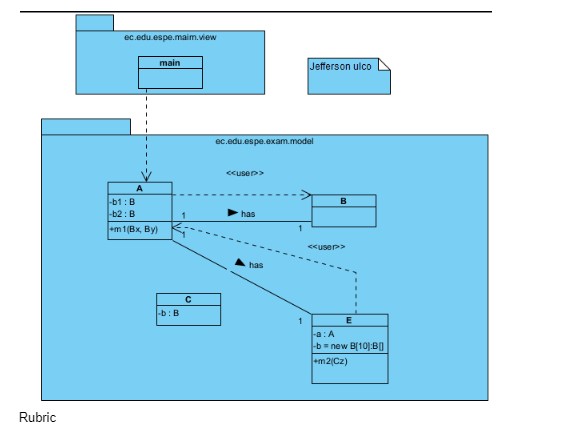 ec.edu.espe.maim.view
main
Jefferson ulco
ec.edu.espe.exam.model
<<user>>
A
-b1 : B
-b2 : B
+m1(Bx, By)
B
1
has
1
1
<<user>>
has
C
-b : B
1
E
-a : A
-b = new B[10]:B[]
+m2(Cz)
Rubric